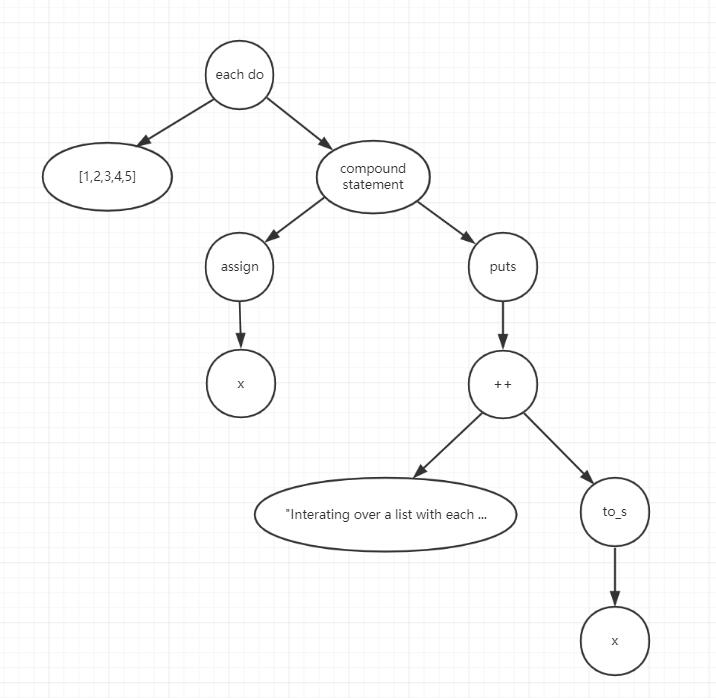 each do
[1,2,3,4,5]
compound
statement
assign
puts
x
++
"Interating over a list with each ...
to_s
x